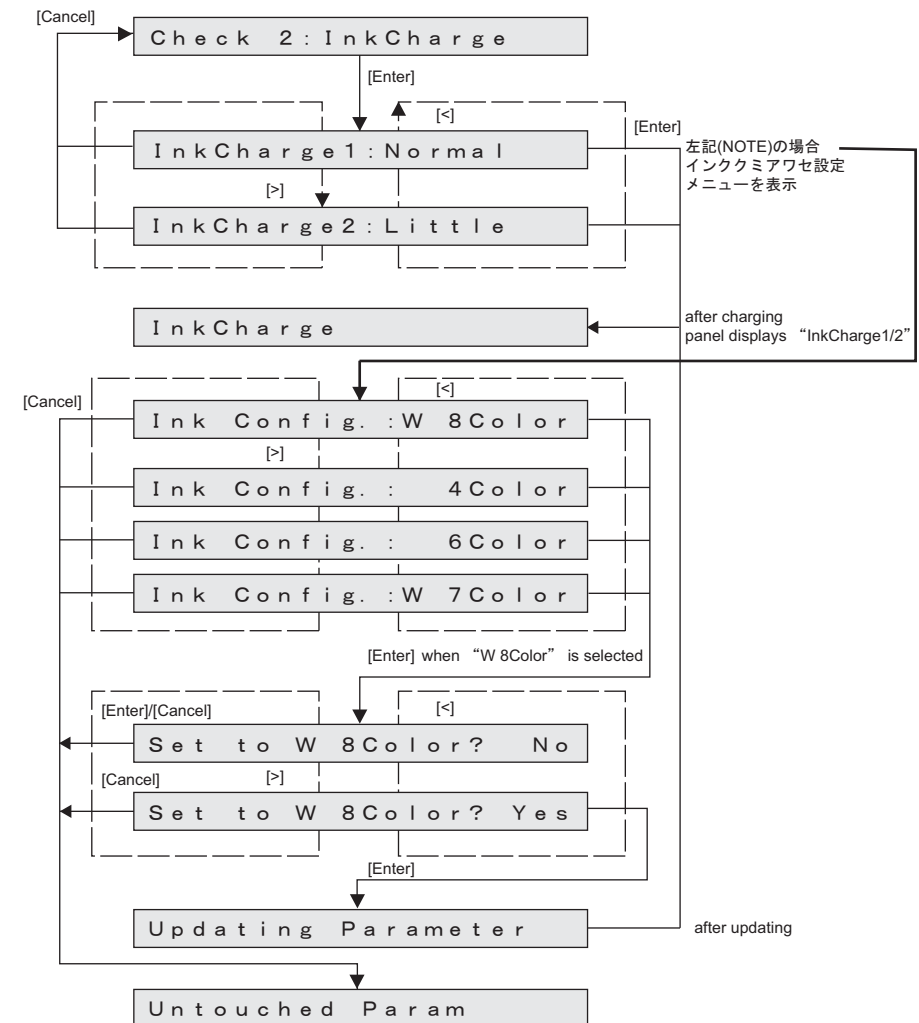 [Cancel]
Check 2:InkCharge
[Enter]
[<]
[Enter]
InkCharge1:Normal
左記(NOTE)の場合
インククミアワセ設定
メニューを表示
[>]
InkCharge2:Little
InkCharge
after charging
panel displays “InkCharge1/2”
[Cancel]
[<]
Ink Config. :W 8Color
[>]
Ink Config. : 4Color
Ink Config. : 6Color
Ink Config. :W 7Color
[Enter] when “W 8Color” is selected
[Enter]/[Cancel]
[<]
Set to W 8Color? No
[Cancel]
[>]
Set to W 8Color? Yes
[Enter]
Updating Parameter
after updating
Untouched Param